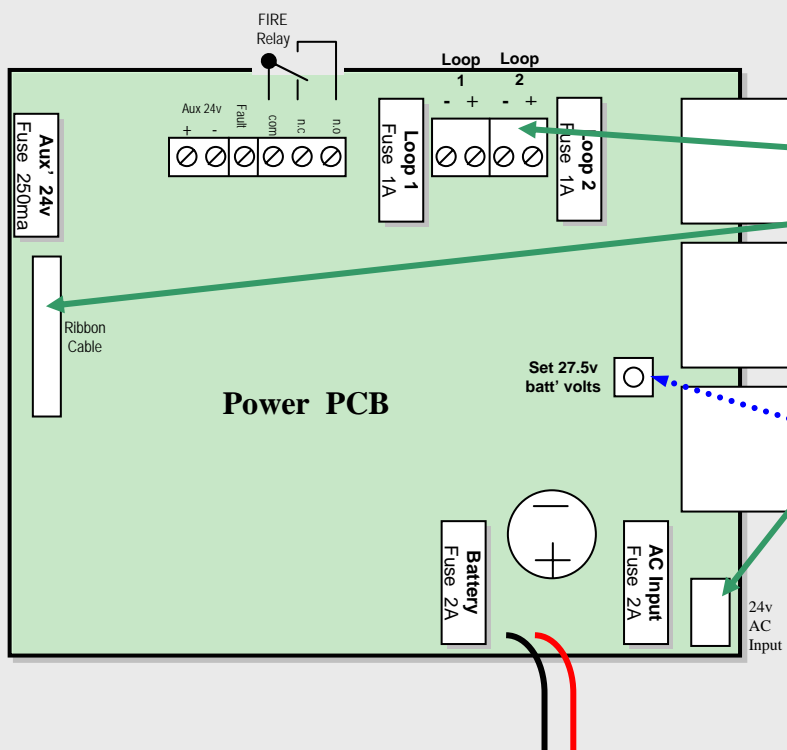 FIRE
Relay
Loop
1
Loop
2
- +
- +
Aux 24v
+ -
Fault
com
n.c
n.o
Aux' 24v
Fuse 250ma
Loop 1
Fuse 1A
Loop 2
Fuse 1A
Ribbon
Cable
Set 27.5v
batt' volts
Power PCB
Battery
Fuse 2A
AC Input
Fuse 2A
24v
AC
Input